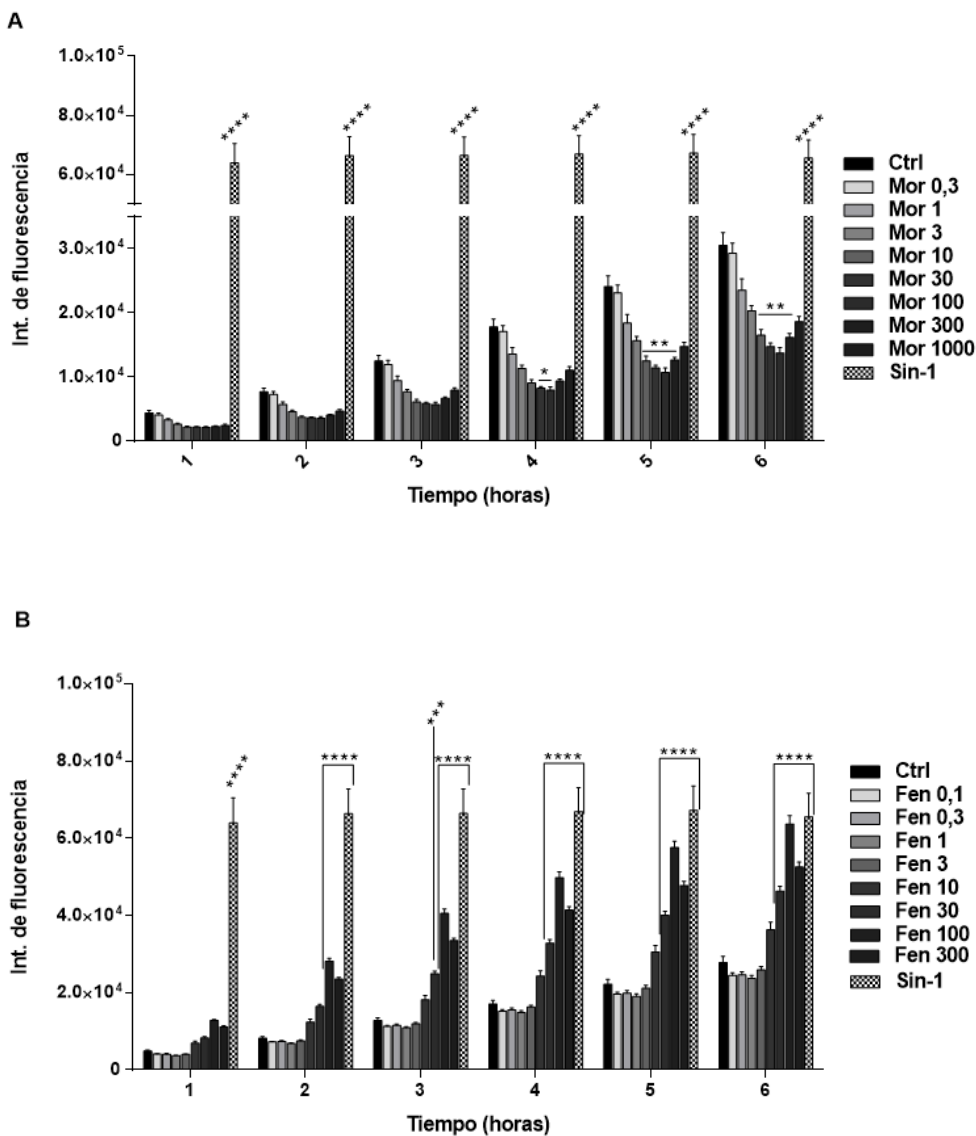 A
1.0×10⁵
8.0×10⁴
6.0×10⁴
3.0×10⁴
2.0×10⁴
1.0×10⁴
0
Int. de fluorescencia
****
****
****
****
****
****
*
**
**
1
2
3
4
5
6
Tiempo (horas)
Ctrl
Mor 0,3
Mor 1
Mor 3
Mor 10
Mor 30
Mor 100
Mor 300
Mor 1000
Sin-1
B
1.0×10⁵
8.0×10⁴
6.0×10⁴
4.0×10⁴
2.0×10⁴
0
Int. de fluorescencia
****
****
***
****
****
****
****
1
2
3
4
5
6
Tiempo (horas)
Ctrl
Fen 0,1
Fen 0,3
Fen 1
Fen 3
Fen 10
Fen 30
Fen 100
Fen 300
Sin-1